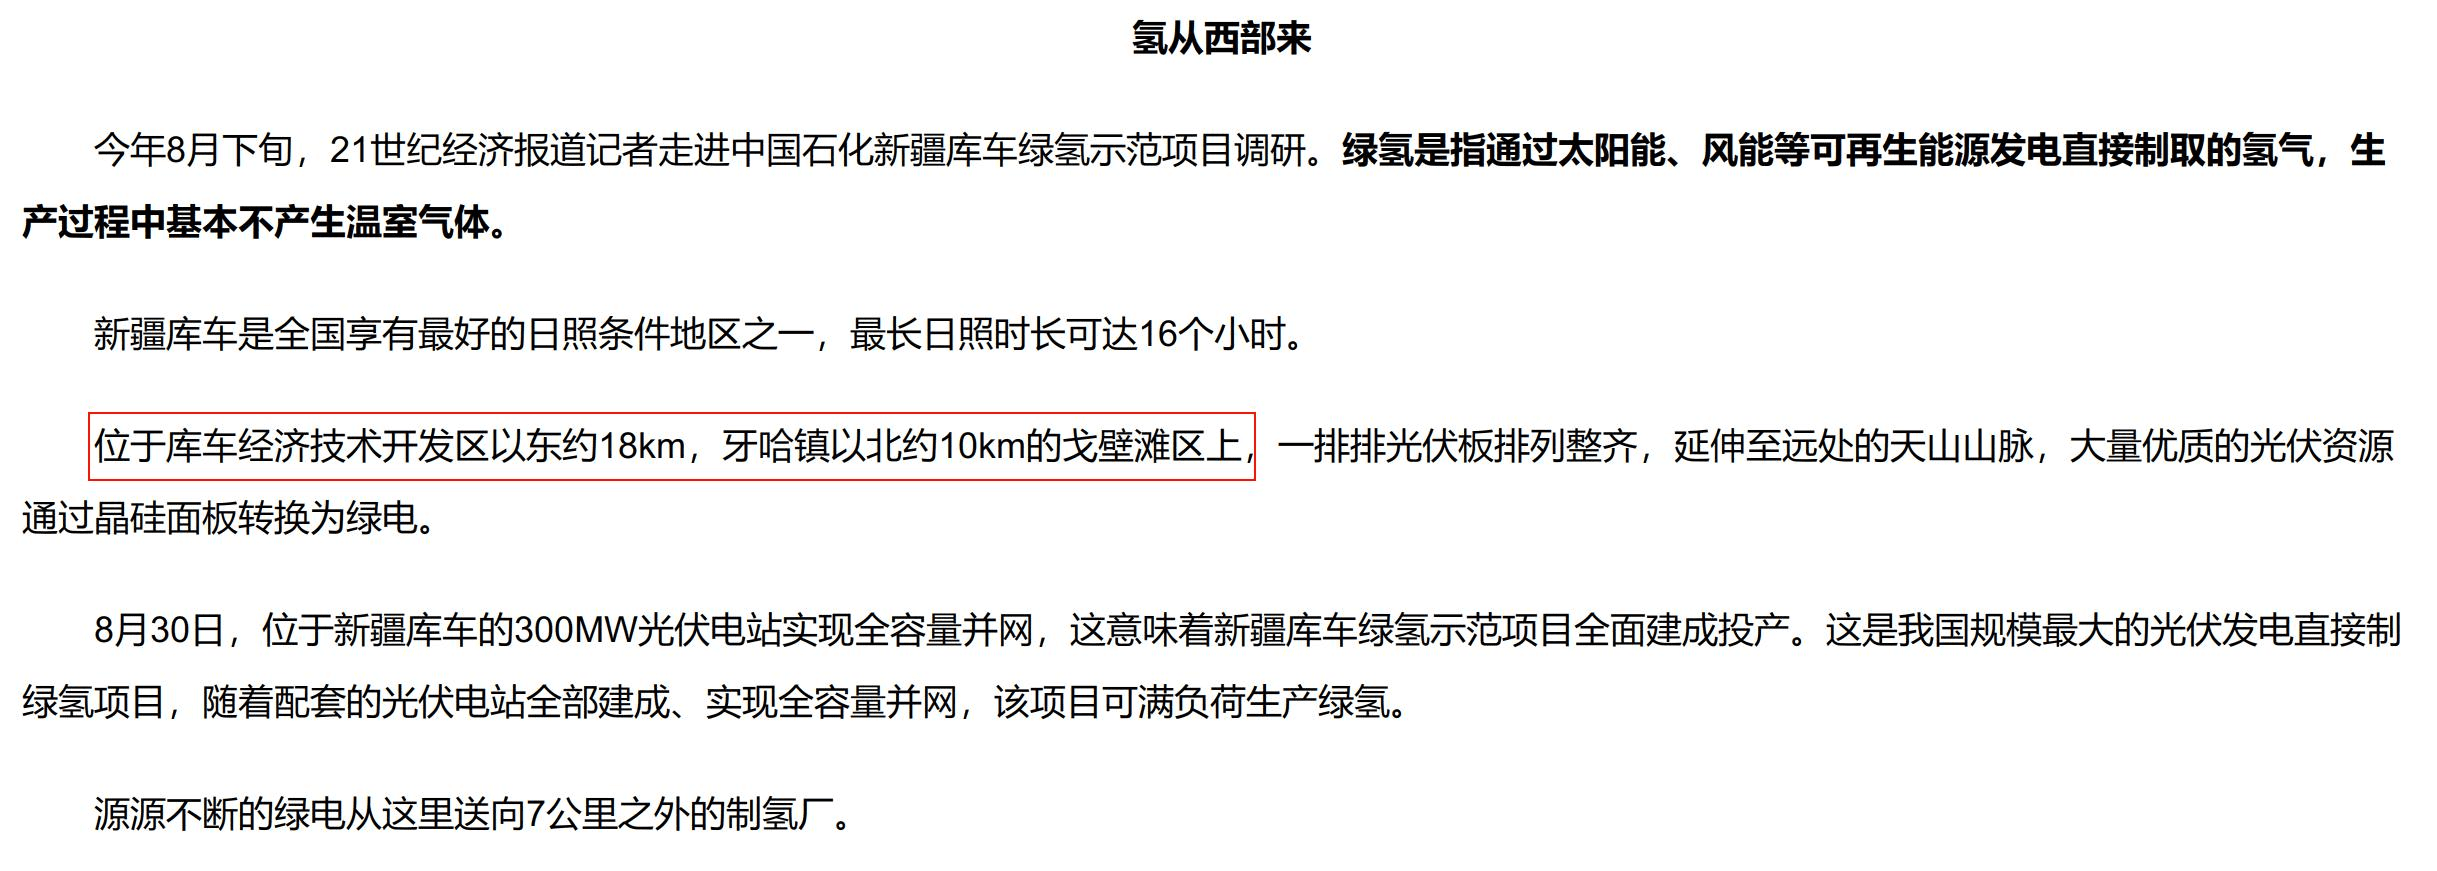 氢从西部来
今年8月下旬，21世纪经济报道记者走进中国石化新疆库车绿氢示范项目调研。绿氢是指通过太阳能、风能等可再生能源发电直接制取的氢气，生
产过程中基本不产生温室气体。
新疆库车是全国享有最好的日照条件地区之一，最长日照时长可达16个小时。
位于库车经济技术开发区以东约18km，牙哈镇以北约10km的戈壁滩区上，一排排光伏板排列整齐，延伸至远处的天山山脉，大量优质的光伏资源
通过晶硅面板转换为绿电。
8月30日，位于新疆库车的300MW光伏电站实现全容量并网，这意味着新疆库车绿氢示范项目全面建成投产。这是我国规模最大的光伏发电直接制
绿氢项目，随着配套的光伏电站全部建成、实现全容量并网，该项目可满负荷生产绿氢。
源源不断的绿电从这里送向7公里之外的制氢厂。